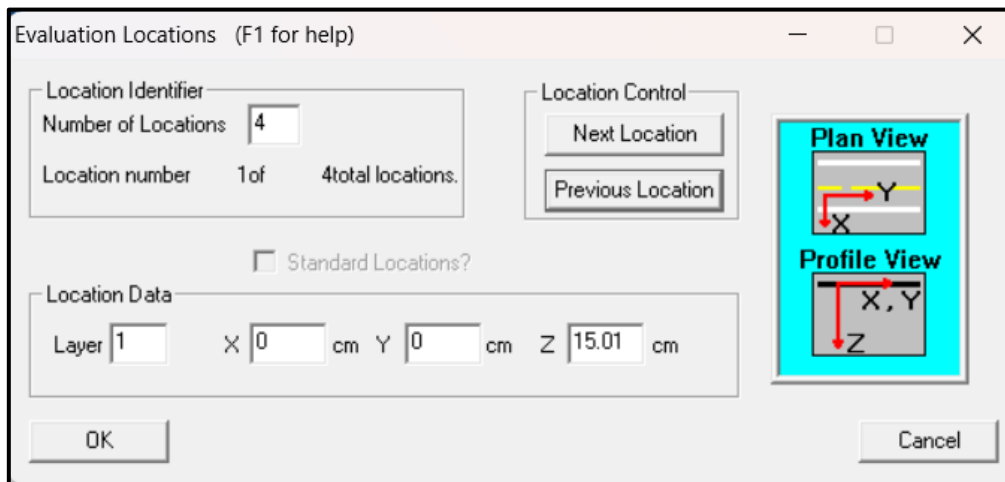 Evaluation Locations (F1 for help)
Location Identifier
Number of Locations 4
Location number 1of 4total locations.
Location Control
Next Location
Previous Location
Standard Locations?
Location Data
Layer 1 X 0 cm Y 0 cm Z 15.01 cm
Plan View
Y
X
Profile View
X, Y
Z
OK
Cancel